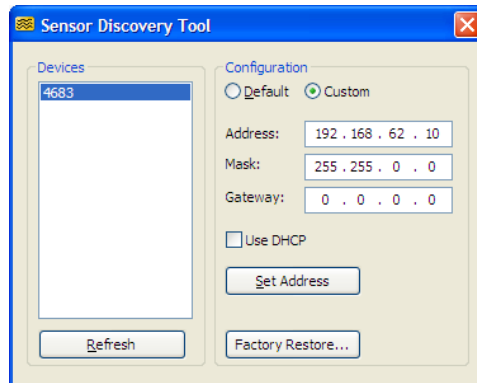 Sensor Discovery Tool
Devices
4683
Refresh
Configuration
Default Custom
Address: 192 . 168 . 62 . 10
Mask: 255 . 255 . 0 . 0
Gateway: 0 . 0 . 0 . 0
Use DHCP
Set Address
Factory Restore...